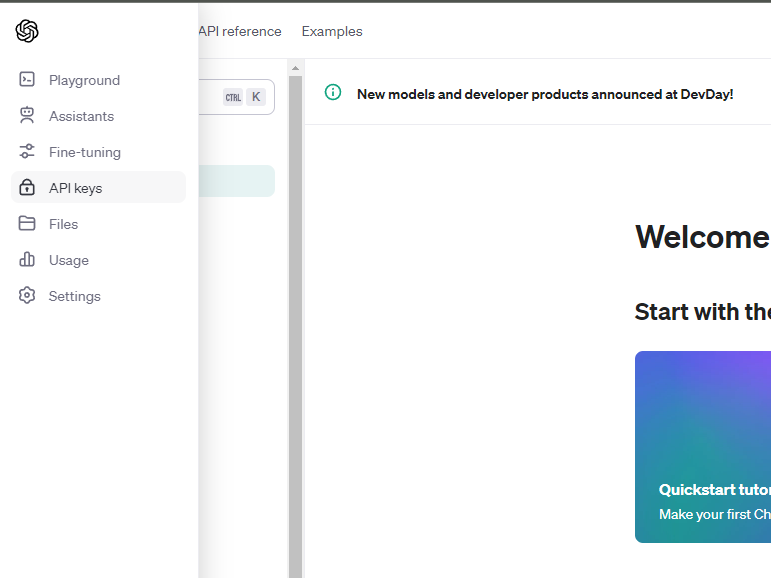 API reference
Examples
Playground
Assistants
Fine-tuning
API keys
Files
Usage
Settings
CTRL K
New models and developer products announced at DevDay!
Welcome
Start with the
Quickstart tutor
Make your first Ch